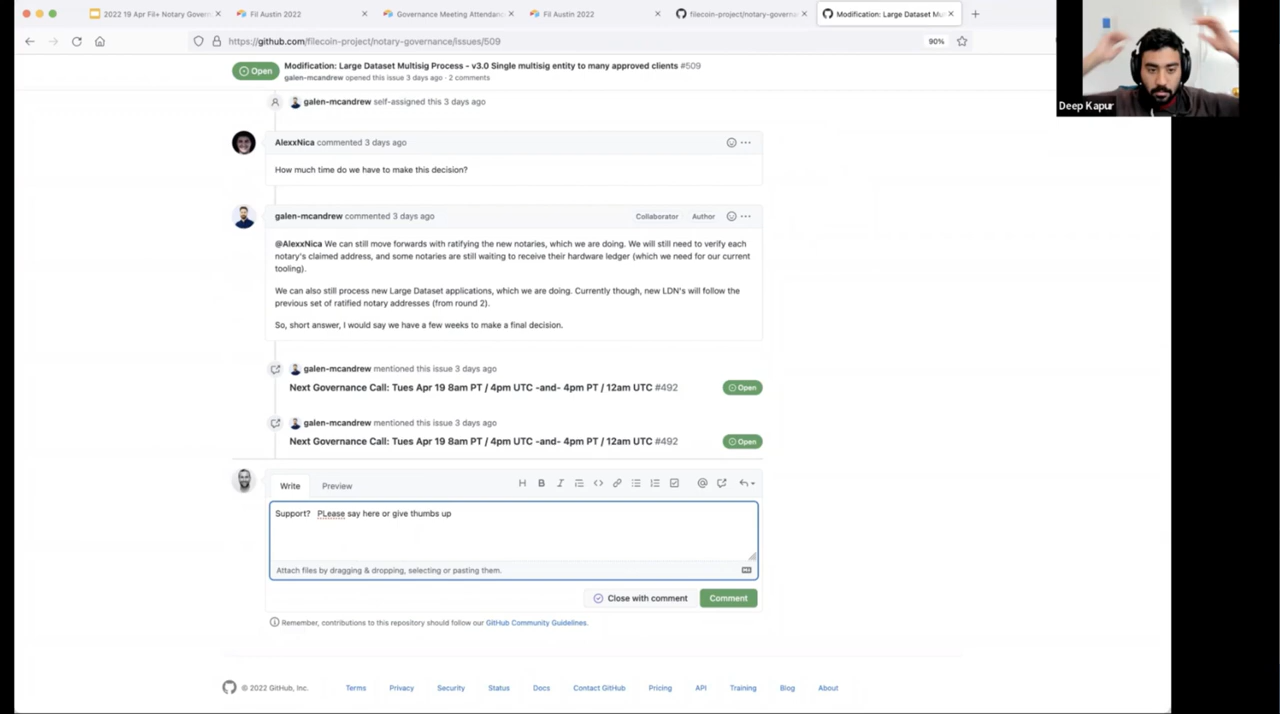 2022 19 Apr Fil+ Notary Govern
Fil Austin 2022
Governance Meeting Attendanc
Fil Austin 2022
filecoin-project/notary-governa
Modification: Large Dataset Mu
https://github.com/filecoin-project/notary-governance/issues/509
90%
Deep Kapur
Open
Modification: Large Dataset Multisig Process - v3.0 Single multisig entity to many approved clients #509
galen-mcandrew opened this issue 3 days ago · 2 comments
galen-mcandrew self-assigned this 3 days ago
AlexxNica commented 3 days ago
How much time do we have to make this decision?
galen-mcandrew commented 3 days ago
Collaborator
Author
@AlexxNica We can still move forwards with ratifying the new notaries, which we are doing. We will still need to verify each
notary's claimed address, and some notaries are still waiting to receive their hardware ledger (which we need for our current
tooling).
We can also still process new Large Dataset applications, which we are doing. Currently though, new LDN's will follow the
previous set of ratified notary addresses (from round 2).
So, short answer, I would say we have a few weeks to make a final decision.
galen-mcandrew mentioned this issue 3 days ago
Next Governance Call: Tues Apr 19 8am PT / 4pm UTC -and- 4pm PT / 12am UTC #492
Open
galen-mcandrew mentioned this issue 3 days ago
Next Governance Call: Tues Apr 19 8am PT / 4pm UTC -and- 4pm PT / 12am UTC #492
Open
Write
Preview
Support? PLease say here or give thumbs up
Attach files by dragging & dropping, selecting or pasting them.
Close with comment
Comment
Remember, contributions to this repository should follow our GitHub Community Guidelines.
© 2022 GitHub, Inc.
Terms
Privacy
Security
Status
Docs
Contact GitHub
Pricing
API
Training
Blog
About